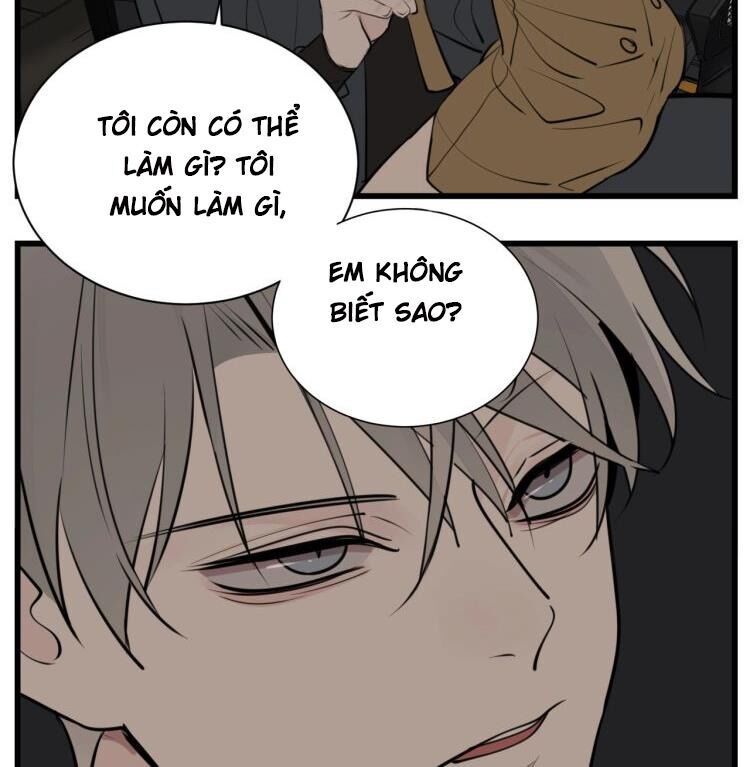 TÔI CÒN CÓ THỂ
LÀM GÌ? TÔI
MUỐN LÀM GÌ,
EM KHÔNG
BIẾT SAO?